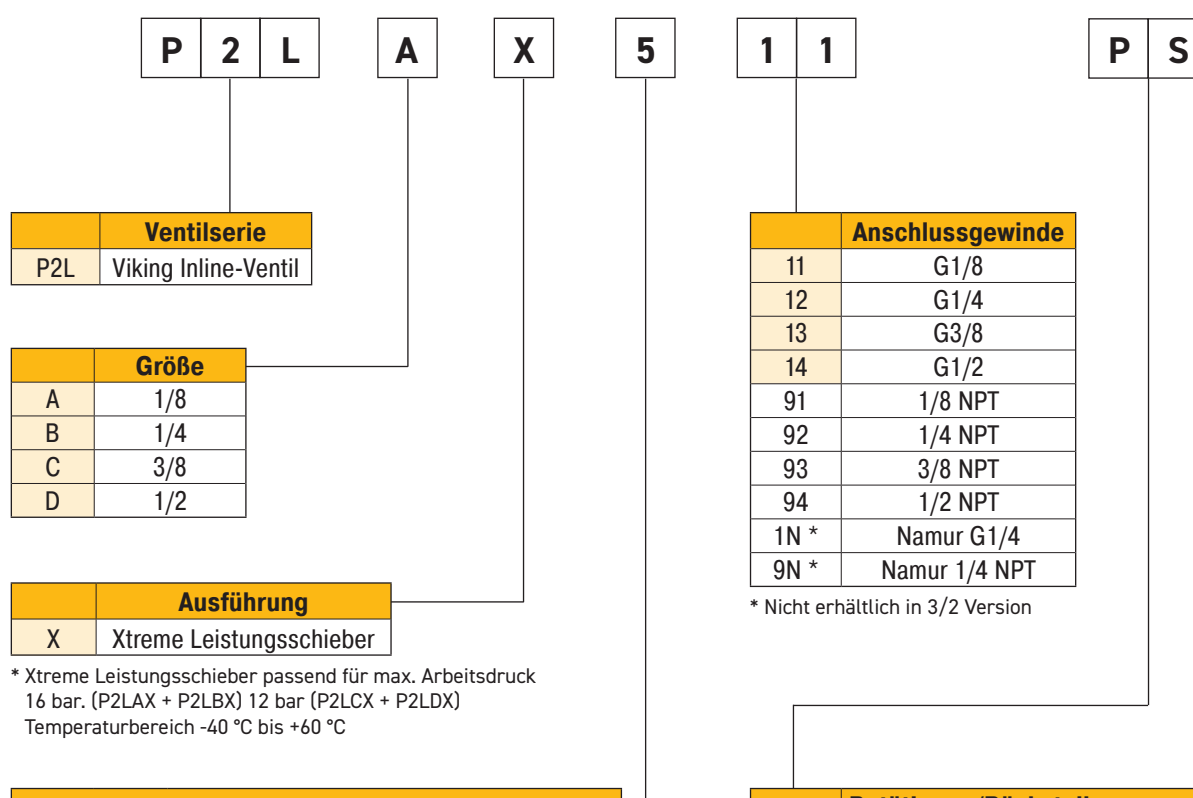 P 2 L A X 5 1 1 P S
Ventilserie
P2L Viking Inline-Ventil
Größe
A 1/8
B 1/4
C 3/8
D 1/2
Ausführung
X Xtreme Leistungsschieber
* Xtreme Leistungsschieber passend für max. Arbeitsdruck
16 bar. (P2LAX + P2LBX) 12 bar (P2LCX + P2LDX)
Temperaturbereich -40 °C bis +60 °C
Anschlussgewinde
11 G1/8
12 G1/4
13 G3/8
14 G1/2
91 1/8 NPT
92 1/4 NPT
93 3/8 NPT
94 1/2 NPT
1N * Namur G1/4
9N * Namur 1/4 NPT
* Nicht erhältlich in 3/2 Version